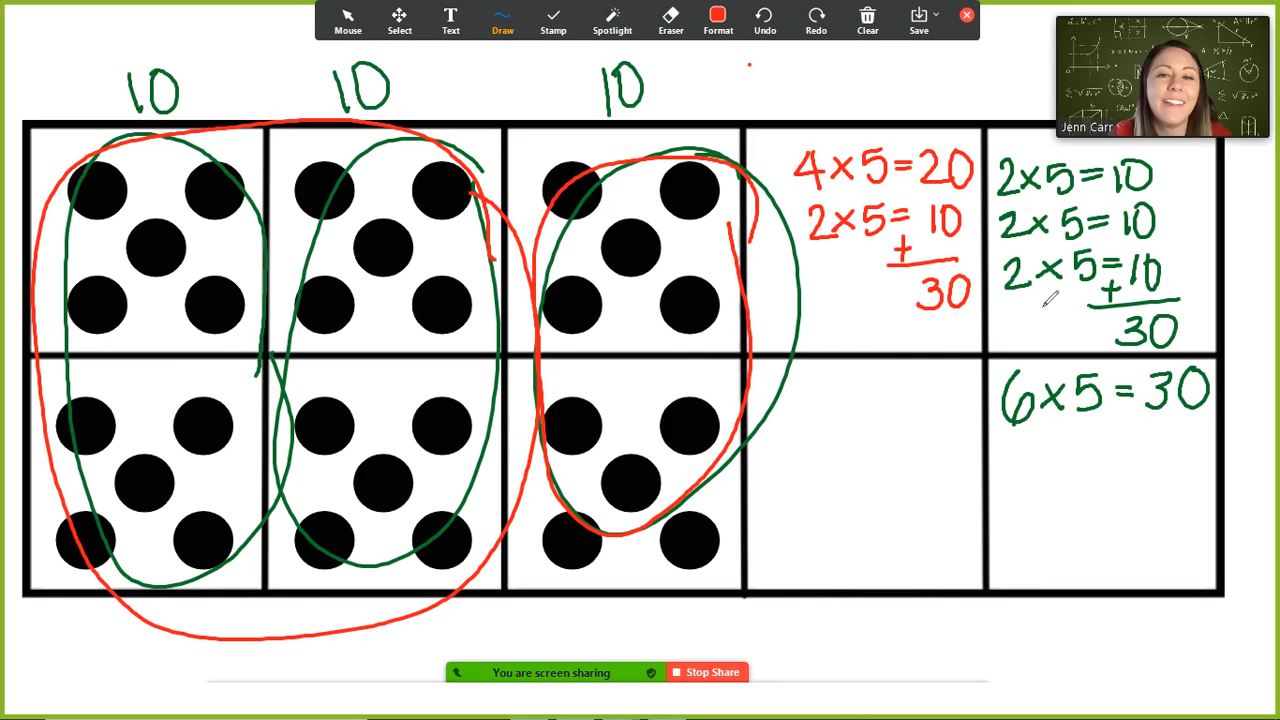 Mouse
Select
Text
Draw
Stamp
Spotlight
Eraser
Format
Undo
Redo
Clear
Save
Jenn Carr
10
10
10
4×5=20
2×5=10
+
30
2×5=10
2×5=10
2×5=10
+
30
6×5=30
You are screen sharing
Stop Share